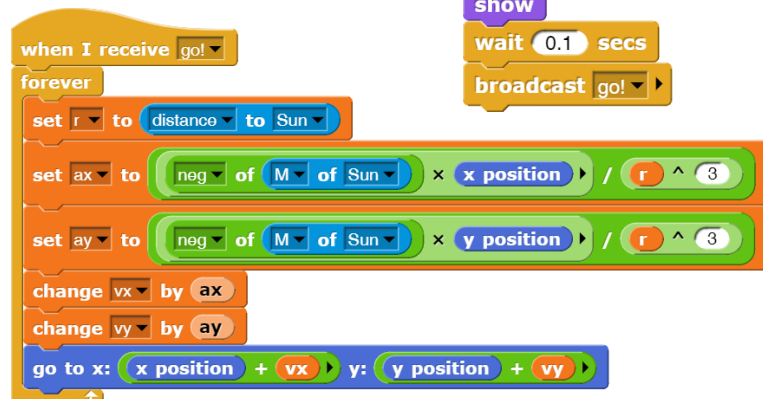 show
wait 0.1 secs
broadcast go!
when I receive go!
forever
set r to distance to Sun
set ax to neg of M of Sun × x position / r ^ 3
set ay to neg of M of Sun × y position / r ^ 3
change vx by ax
change vy by ay
go to x: x position + vx y: y position + vy